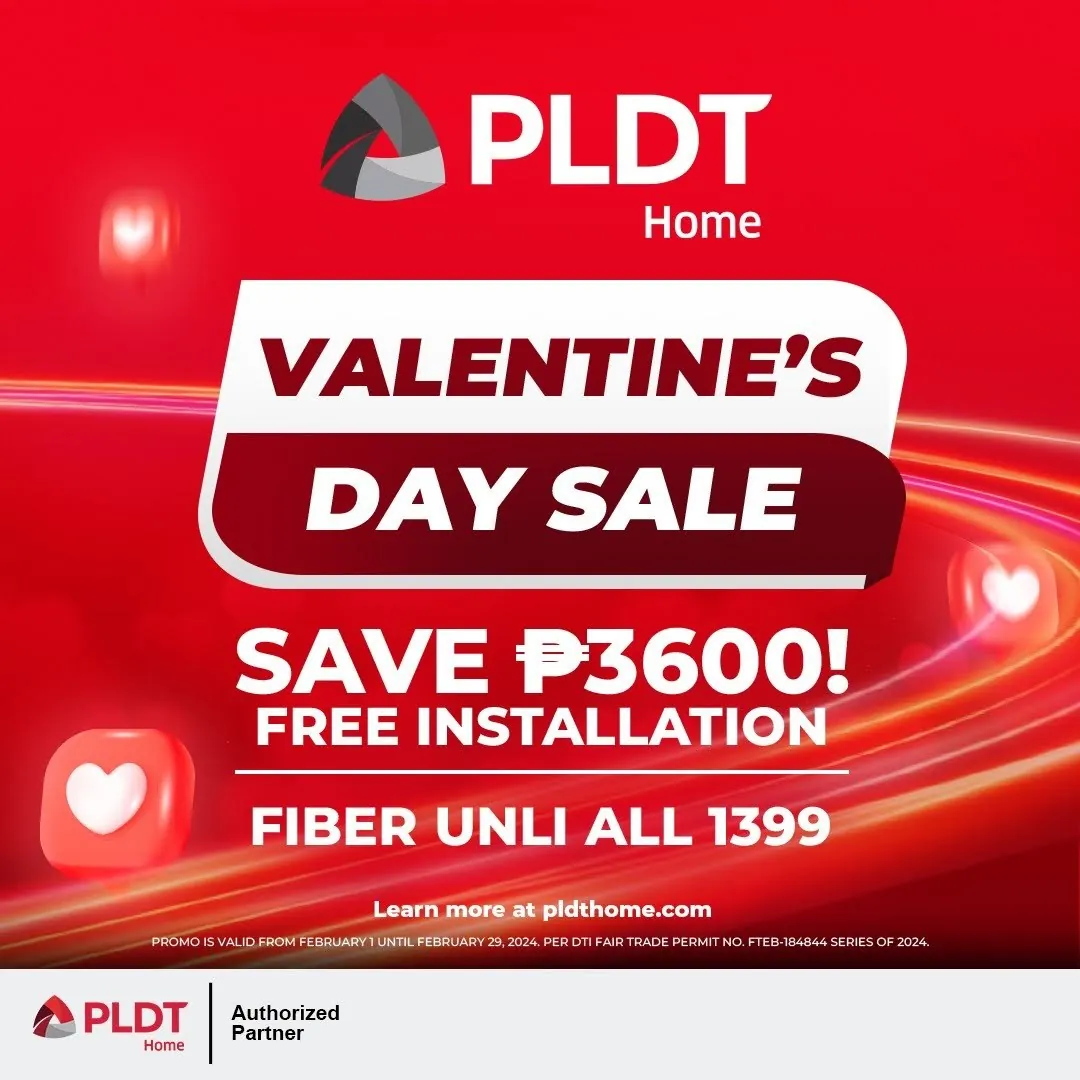 PLDT
Home
VALENTINE'S
DAY SALE
SAVE ₱3600!
FREE INSTALLATION
FIBER UNLI ALL 1399
Learn more at pldthome.com
PROMO IS VALID FROM FEBRUARY 1 UNTIL FEBRUARY 29, 2024. PER DTI FAIR TRADE PERMIT NO. FTEB-184844 SERIES OF 2024.
PLDT
Home
Authorized
Partner